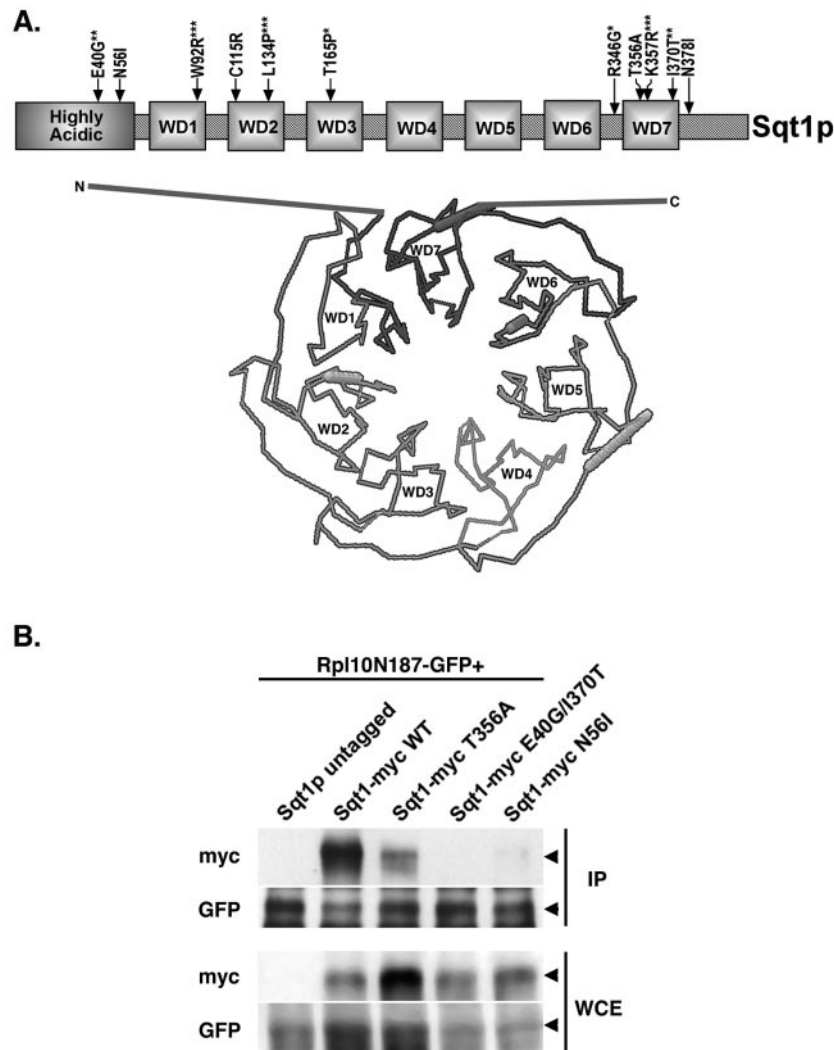 A.
E40G**
N56I
W92R***
C115R
L134P***
T165P*
R346G*
T356A
K357R***
I370T**
N378I
Highly Acidic
WD1
WD2
WD3
WD4
WD5
WD6
WD7
Sqt1p
N
C
WD7
WD6
WD1
WD5
WD2
WD4
WD3
B.
Rpl10N187-GFP+
Sqt1p untagged
Sqt1-myc WT
Sqt1-myc T356A
Sqt1-myc E40G/I370T
Sqt1-myc N56I
myc
IP
GFP
myc
WCE
GFP